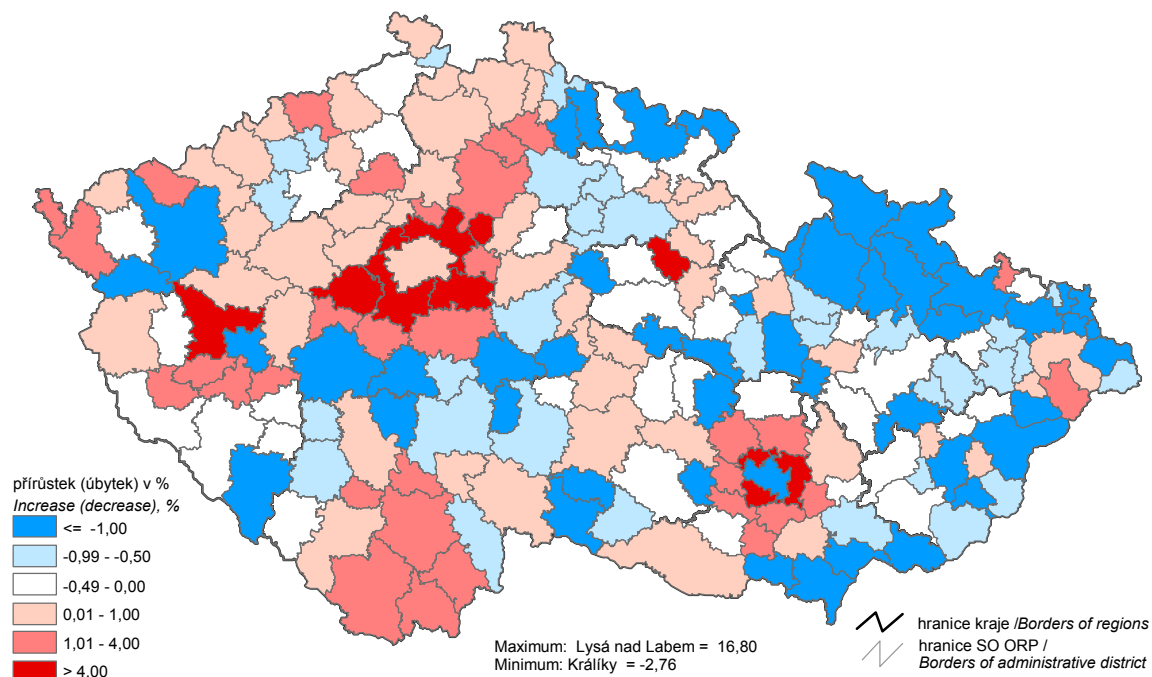 přírůstek (úbytek) v %
Increase (decrease), %
<= -1,00
-0,99 - -0,50
-0,49 - 0,00
0,01 - 1,00
1,01 - 4,00
> 4,00
Maximum: Lysá nad Labem = 16,80
Minimum: Králíky = -2,76
hranice kraje /Borders of regions
hranice SO ORP /
Borders of administrative district